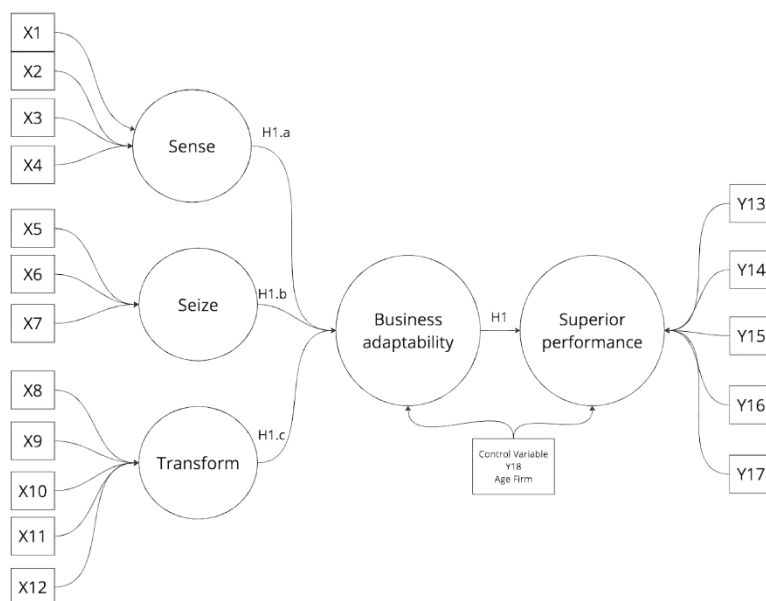 X1
X2
X3
X4
Sense
H1.a
X5
X6
X7
Seize
H1.b
X8
X9
X10
X11
X12
Transform
H1.c
Business
adaptability
H1
Superior
performance
Control Variable
Y18
Age Firm
Y13
Y14
Y15
Y16
Y17